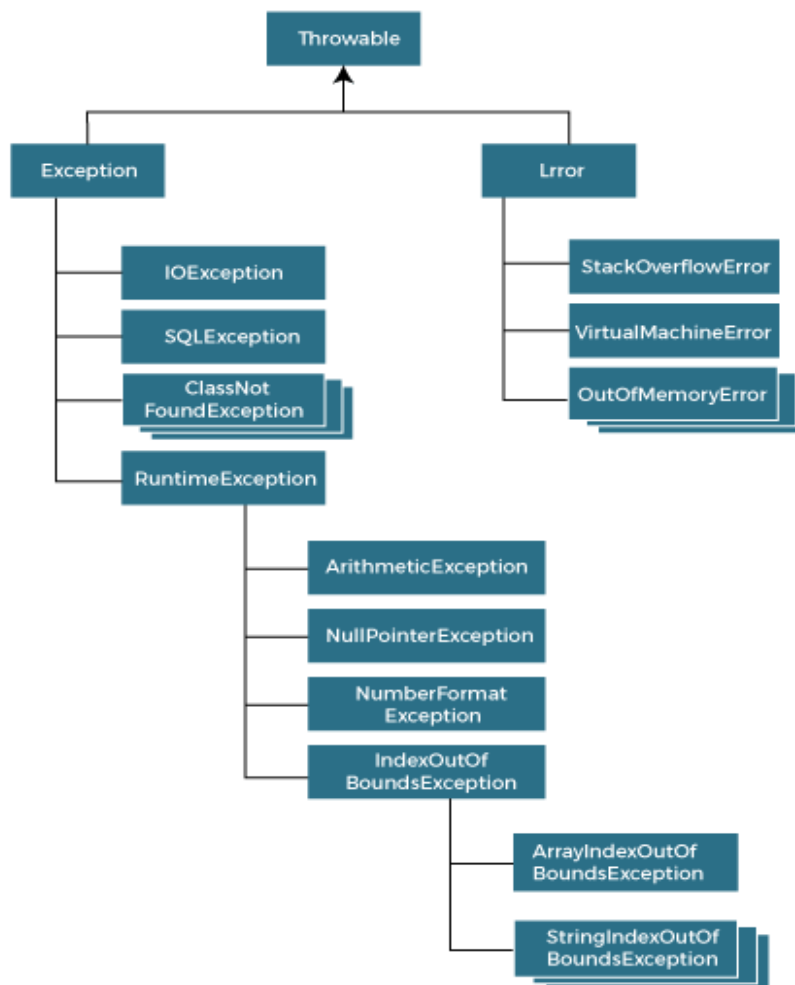 Throwable
Exception
Lrror
IOException
SQLException
ClassNot
FoundException
RuntimeException
StackOverflowError
VirtualMachineError
OutOfMemoryError
ArithmeticException
NullPointerException
NumberFormat
Exception
IndexOutOf
BoundsException
ArrayIndexOutOf
BoundsException
StringIndexOutOf
BoundsException